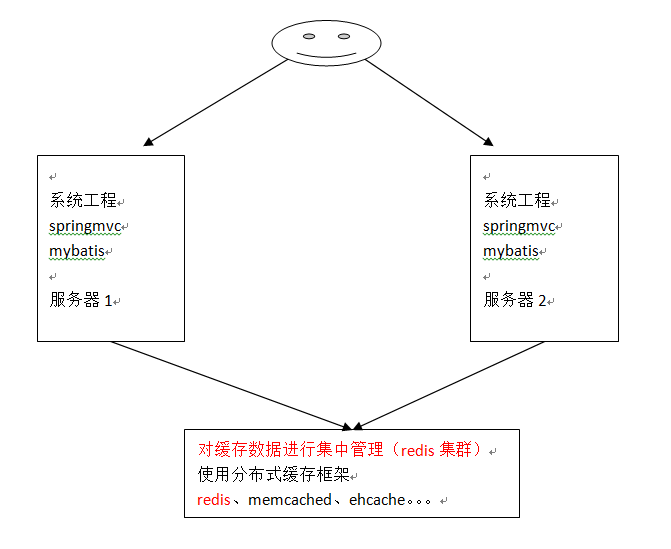 系统工程
springmvc
mybatis
服务器 1
系统工程
springmvc
mybatis
服务器 2
对缓存数据进行集中管理（redis 集群）
使用分布式缓存框架
redis、memcached、ehcache。。。